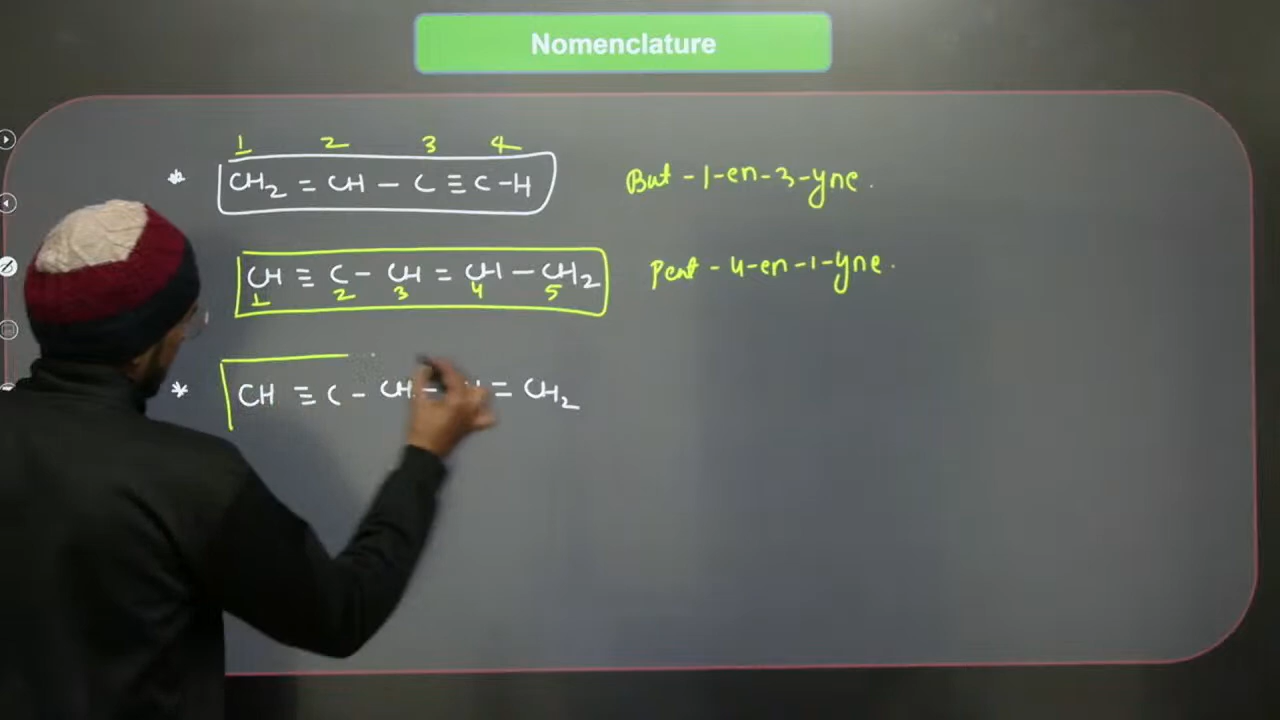 Nomenclature
1 2 3 4
* CH₂ = CH – C ≡ C – H But – 1 – en – 3 – yne .
CH ≡ C – CH = CH – CH₂ Pent – 4 – en – 1 – yne .
1 2 3 4 5
* CH ≡ C – CH – = CH₂